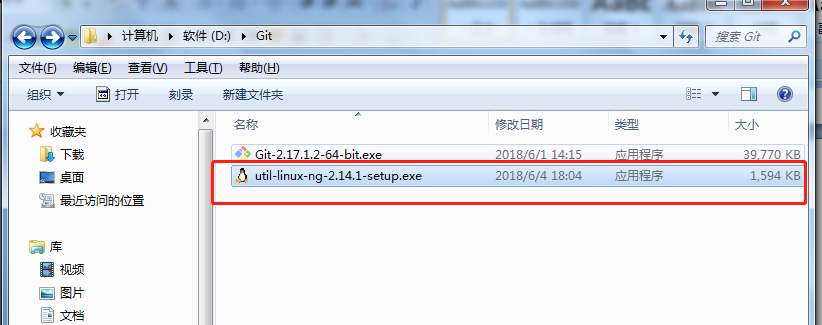 计算机 ▸ 软件 (D:) ▸ Git
搜索 Git
文件(F) 编辑(E) 查看(V) 工具(T) 帮助(H)
组织 打开 刻录 新建文件夹
收藏夹
下载
桌面
最近访问的位置
库
视频
图片
文档
名称 修改日期 类型 大小
Git-2.17.1.2-64-bit.exe 2018/6/1 14:15 应用程序 39,770 KB
util-linux-ng-2.14.1-setup.exe 2018/6/4 18:04 应用程序 1,594 KB